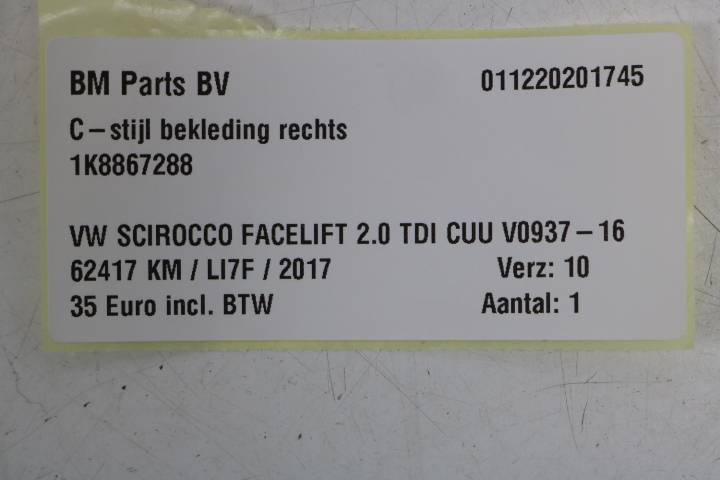 BM Parts BV 011220201745
C-stijl bekleding rechts
1K8867288
VW SCIROCCO FACELIFT 2.0 TDI CUU V0937-16
62417 KM / LI7F / 2017 Verz: 10
35 Euro incl. BTW Aantal: 1